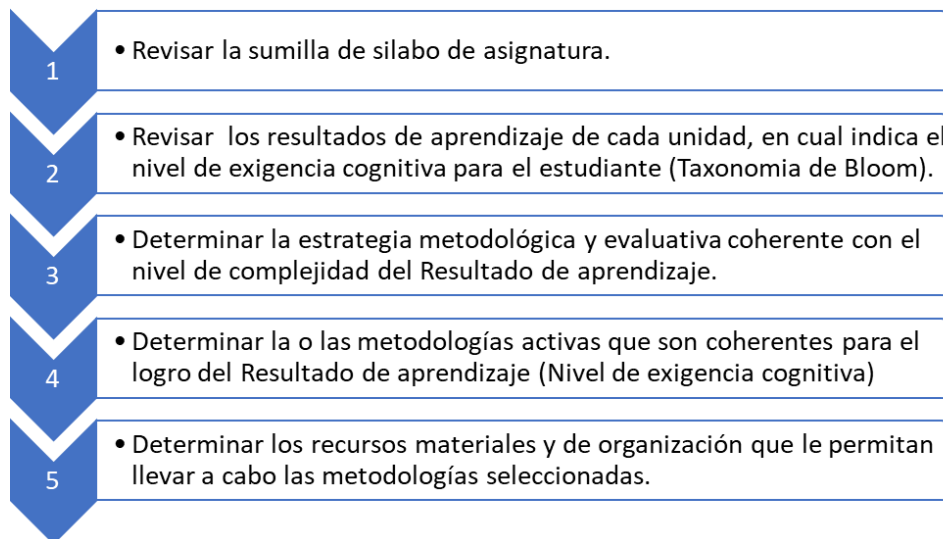 1
• Revisar la sumilla de silabo de asignatura.
2
• Revisar los resultados de aprendizaje de cada unidad, en cual indica el
nivel de exigencia cognitiva para el estudiante (Taxonomia de Bloom).
3
• Determinar la estrategia metodológica y evaluativa coherente con el
nivel de complejidad del Resultado de aprendizaje.
4
• Determinar la o las metodologías activas que son coherentes para el
logro del Resultado de aprendizaje (Nivel de exigencia cognitiva)
5
• Determinar los recursos materiales y de organización que le permitan
llevar a cabo las metodologías seleccionadas.